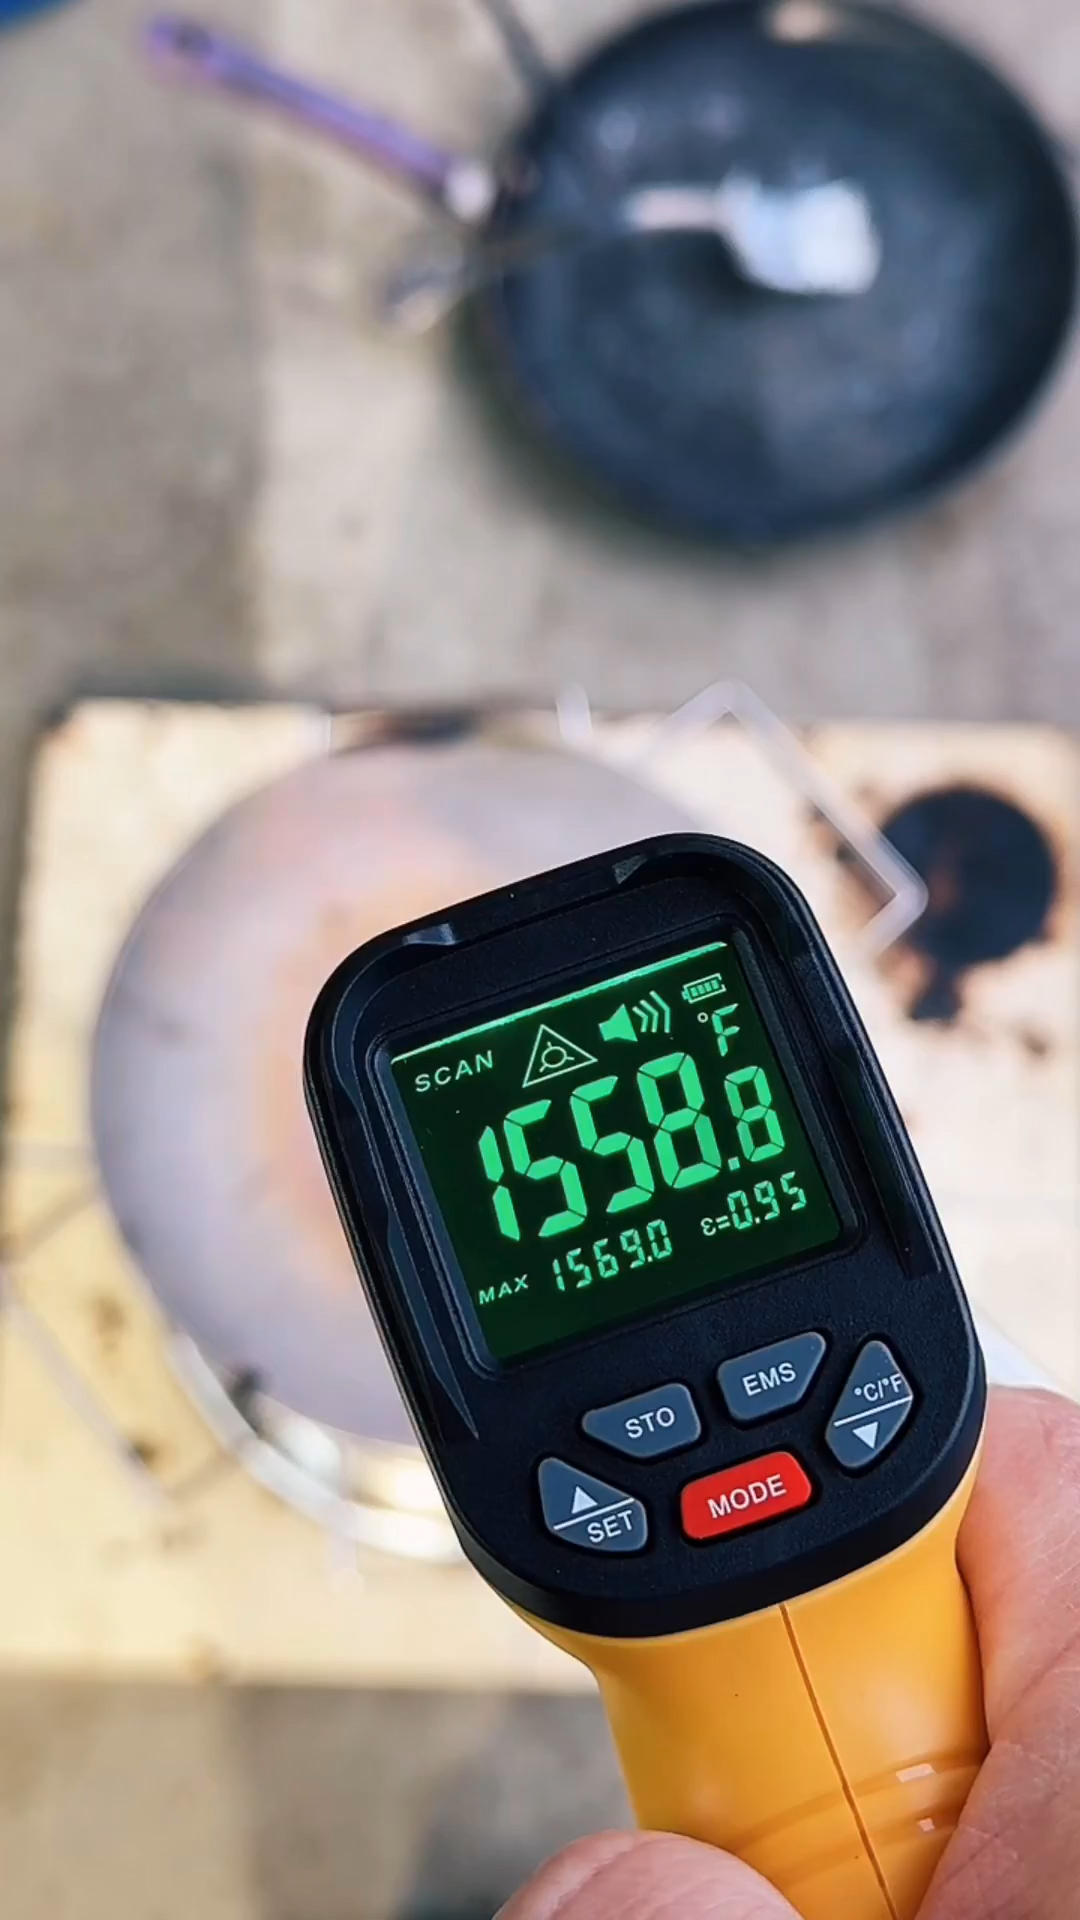 SCAN
°F
1558.8
MAX 1569.0 ε=0.95
STO
EMS
°C/°F
SET
MODE